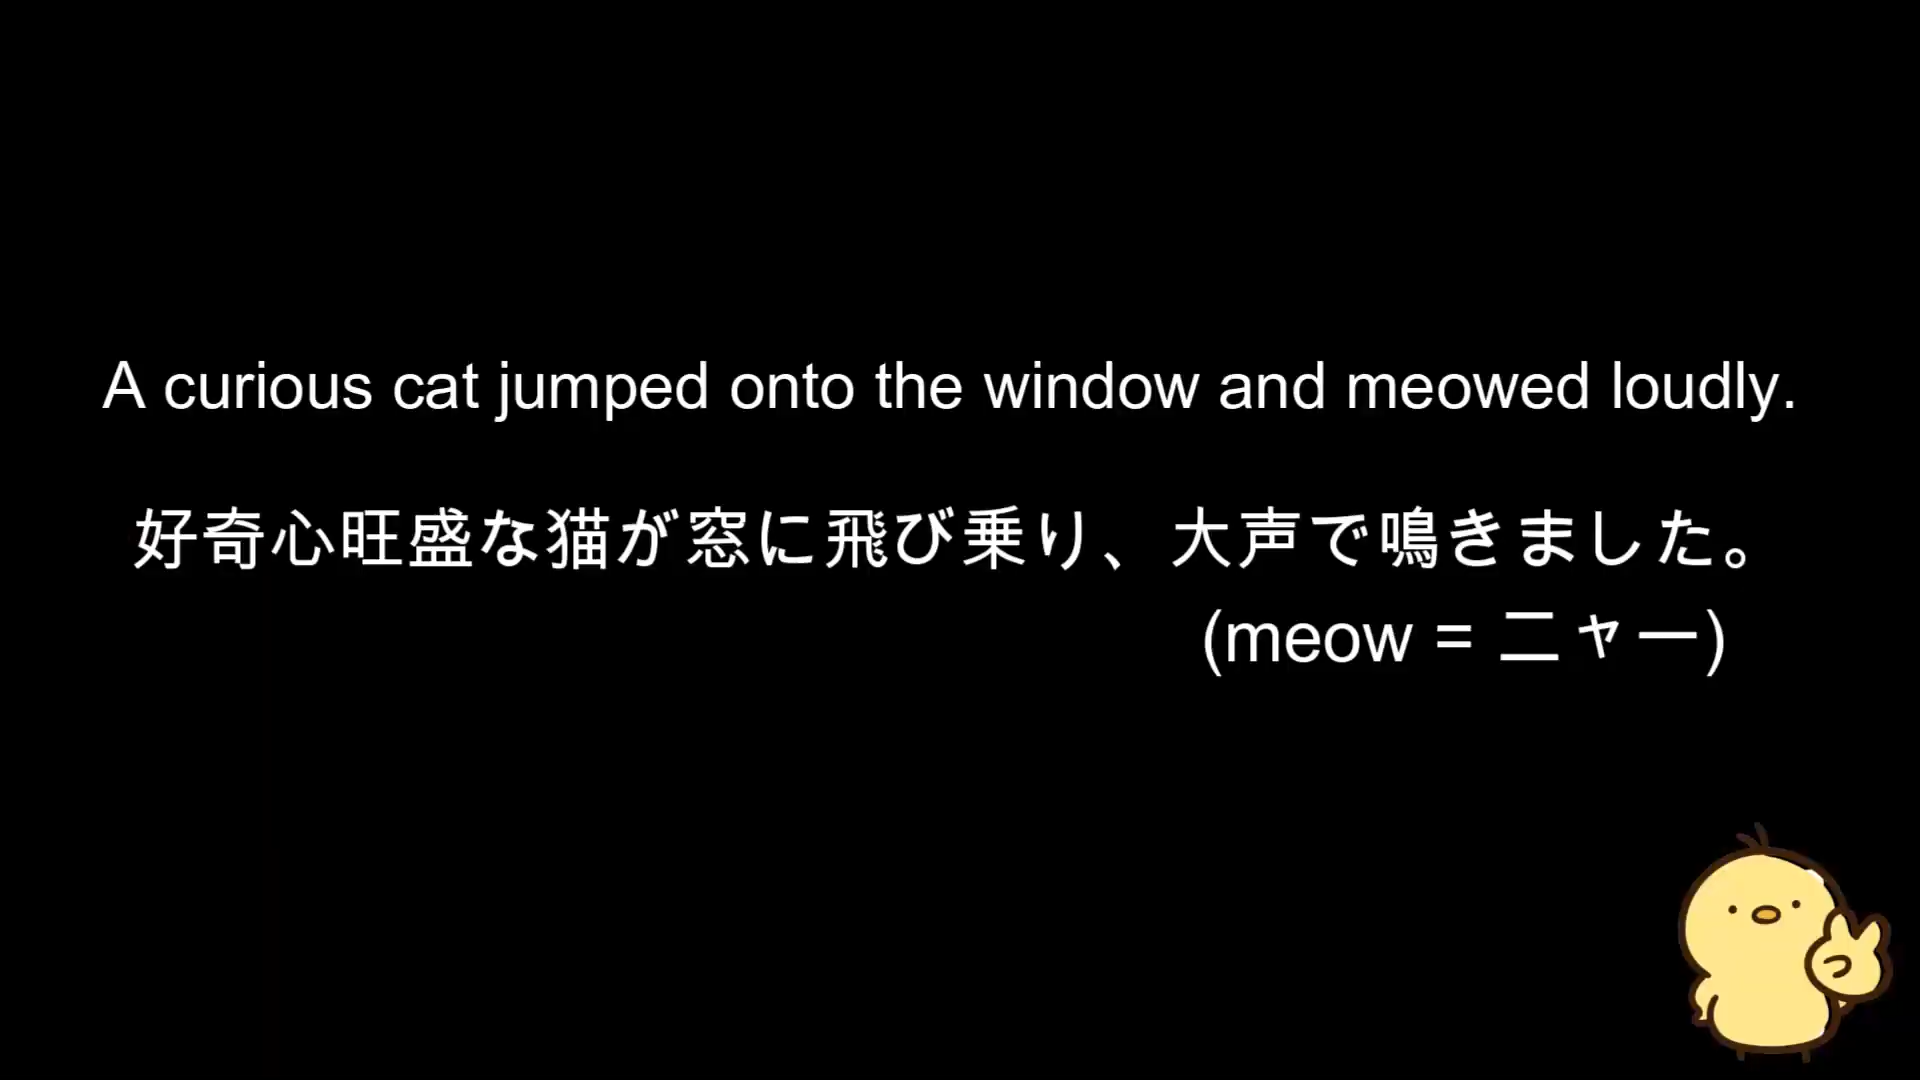 A curious cat jumped onto the window and meowed loudly.
好奇心旺盛な猫が窓に飛び乗り、大声で鳴きました。
(meow = ニャー)